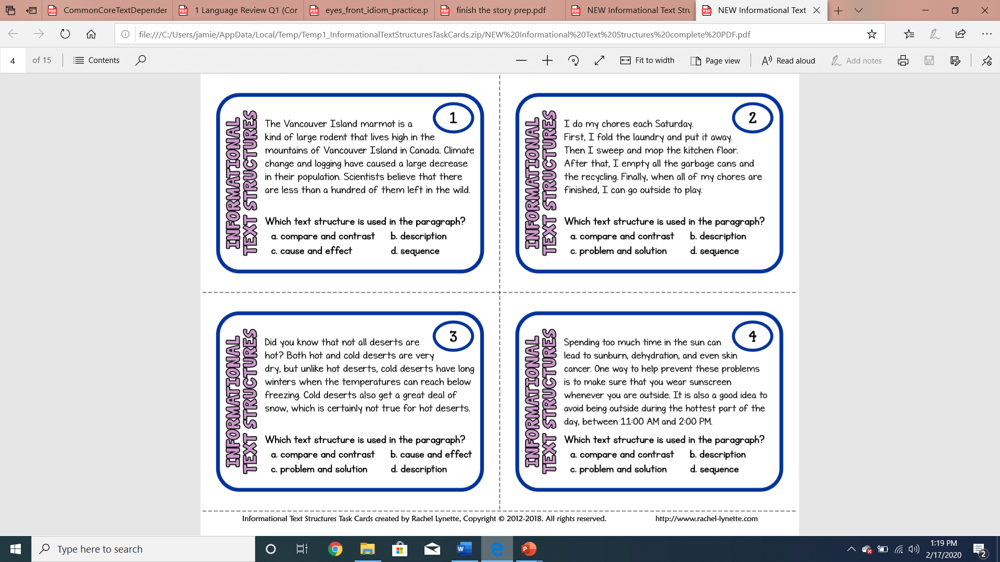 CommonCoreTextDepender
1 Language Review Q1 (Cor
eyes_front_idiom_practice.p
finish the story prep.pdf
NEW Informational Text Stru
NEW Informational Text
file:///C:/Users/jamie/AppData/Local/Temp/Temp1_InformationalTextStructuresTaskCards.zip/NEW%20Informational%20Text%20Structures%20complete%20PDF.pdf
4 of 15
Contents
Fit to width
Page view
Read aloud
Add notes
INFORMATIONAL
TEXT STRUCTURES
1
The Vancouver Island marmot is a
kind of large rodent that lives high in the
mountains of Vancouver Island in Canada. Climate
change and logging have caused a large decrease
in their population. Scientists believe that there
are less than a hundred of them left in the wild.
Which text structure is used in the paragraph?
a. compare and contrast b. description
c. cause and effect d. sequence
INFORMATIONAL
TEXT STRUCTURES
2
I do my chores each Saturday.
First, I fold the laundry and put it away.
Then I sweep and mop the kitchen floor.
After that, I empty all the garbage cans and
the recycling. Finally, when all of my chores are
finished, I can go outside to play.
Which text structure is used in the paragraph?
a. compare and contrast b. description
c. problem and solution d. sequence
INFORMATIONAL
TEXT STRUCTURES
3
Did you know that not all deserts are
hot? Both hot and cold deserts are very
dry, but unlike hot deserts, cold deserts have long
winters when the temperatures can reach below
freezing. Cold deserts also get a great deal of
snow, which is certainly not true for hot deserts.
Which text structure is used in the paragraph?
a. compare and contrast b. cause and effect
c. problem and solution d. description
INFORMATIONAL
TEXT STRUCTURES
4
Spending too much time in the sun can
lead to sunburn, dehydration, and even skin
cancer. One way to help prevent these problems
is to make sure that you wear sunscreen
whenever you are outside. It is also a good idea to
avoid being outside during the hottest part of the
day, between 11:00 AM and 2:00 PM.
Which text structure is used in the paragraph?
a. compare and contrast b. description
c. problem and solution d. sequence
Informational Text Structures Task Cards created by Rachel Lynette, Copyright © 2012-2018. All rights reserved. http://www.rachel-lynette.com
Type here to search
1:19 PM
2/17/2020
2